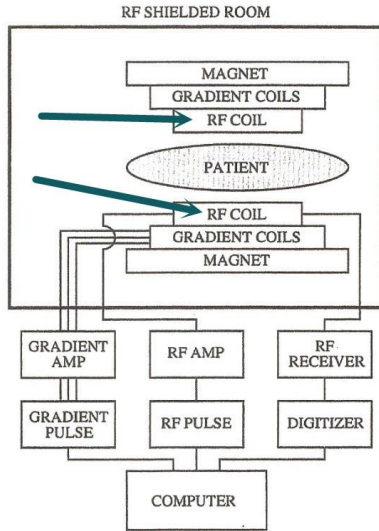 RF SHIELDED ROOM
MAGNET
GRADIENT COILS
RF COIL
PATIENT
RF COIL
GRADIENT COILS
MAGNET
GRADIENT
AMP
RF AMP
RF
RECEIVER
GRADIENT
PULSE
RF PULSE
DIGITIZER
COMPUTER